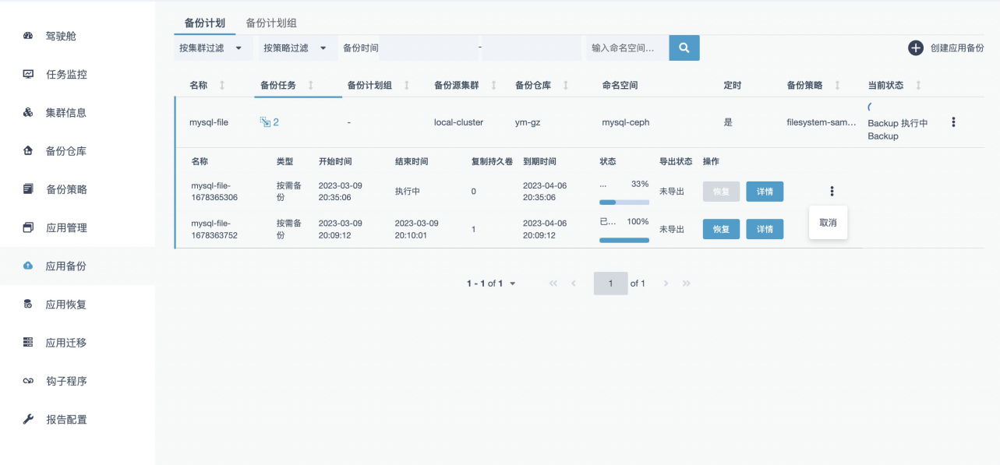 驾驶舱
任务监控
集群信息
备份仓库
备份策略
应用管理
应用备份
应用恢复
应用迁移
钩子程序
报告配置
备份计划 备份计划组
按集群过滤 按策略过滤 备份时间 - 输入命名空间... 创建应用备份
名称 备份任务 备份计划组 备份源集群 备份仓库 命名空间 定时 备份策略 当前状态
mysql-file 2 - local-cluster ym-gz mysql-ceph 是 filesystem-sam... Backup 执行中
Backup
名称 类型 开始时间 结束时间 复制持久卷 到期时间 状态 导出状态 操作
mysql-file- 按需备 2023-03-09 执行中 0 2023-04-06 ... 33% 未导出 恢复 详情
1678365306 份 20:35:06 20:35:06
取消
mysql-file- 按需备 2023-03-09 2023-03-09 1 2023-04-06 已... 100% 未导出 恢复 详情
1678363752 份 20:09:12 20:10:01 20:09:12
1 - 1 of 1 1 of 1